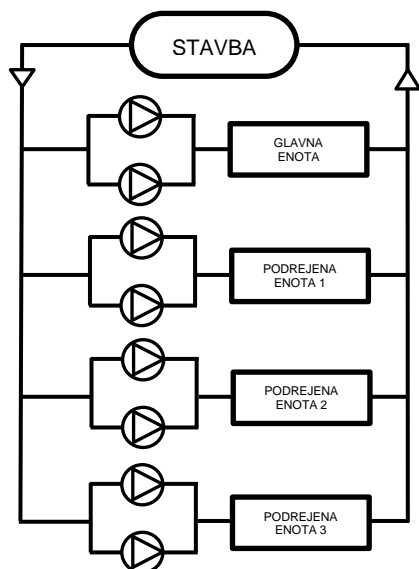 STAVBA
GLAVNA
ENOTA
PODREJENA
ENOTA 1
PODREJENA
ENOTA 2
PODREJENA
ENOTA 3